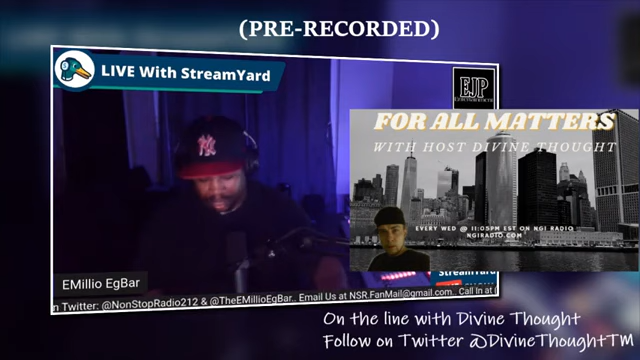 (PRE-RECORDED)
LIVE With StreamYard
EJP
FOR ALL MATTERS
WITH HOST DIVINE THOUGHT
EVERY WED @ 11:05PM EST ON NGI RADIO
NGIRADIO.COM
EMillio EgBar
StreamYard
n Twitter: @NonStopRadio212 & @TheEMillioEgBar.. Email Us at NSR.FanMail@gmail.com.. Call In at (
On the line with Divine Thought
Follow on Twitter @DivineThoughtTM